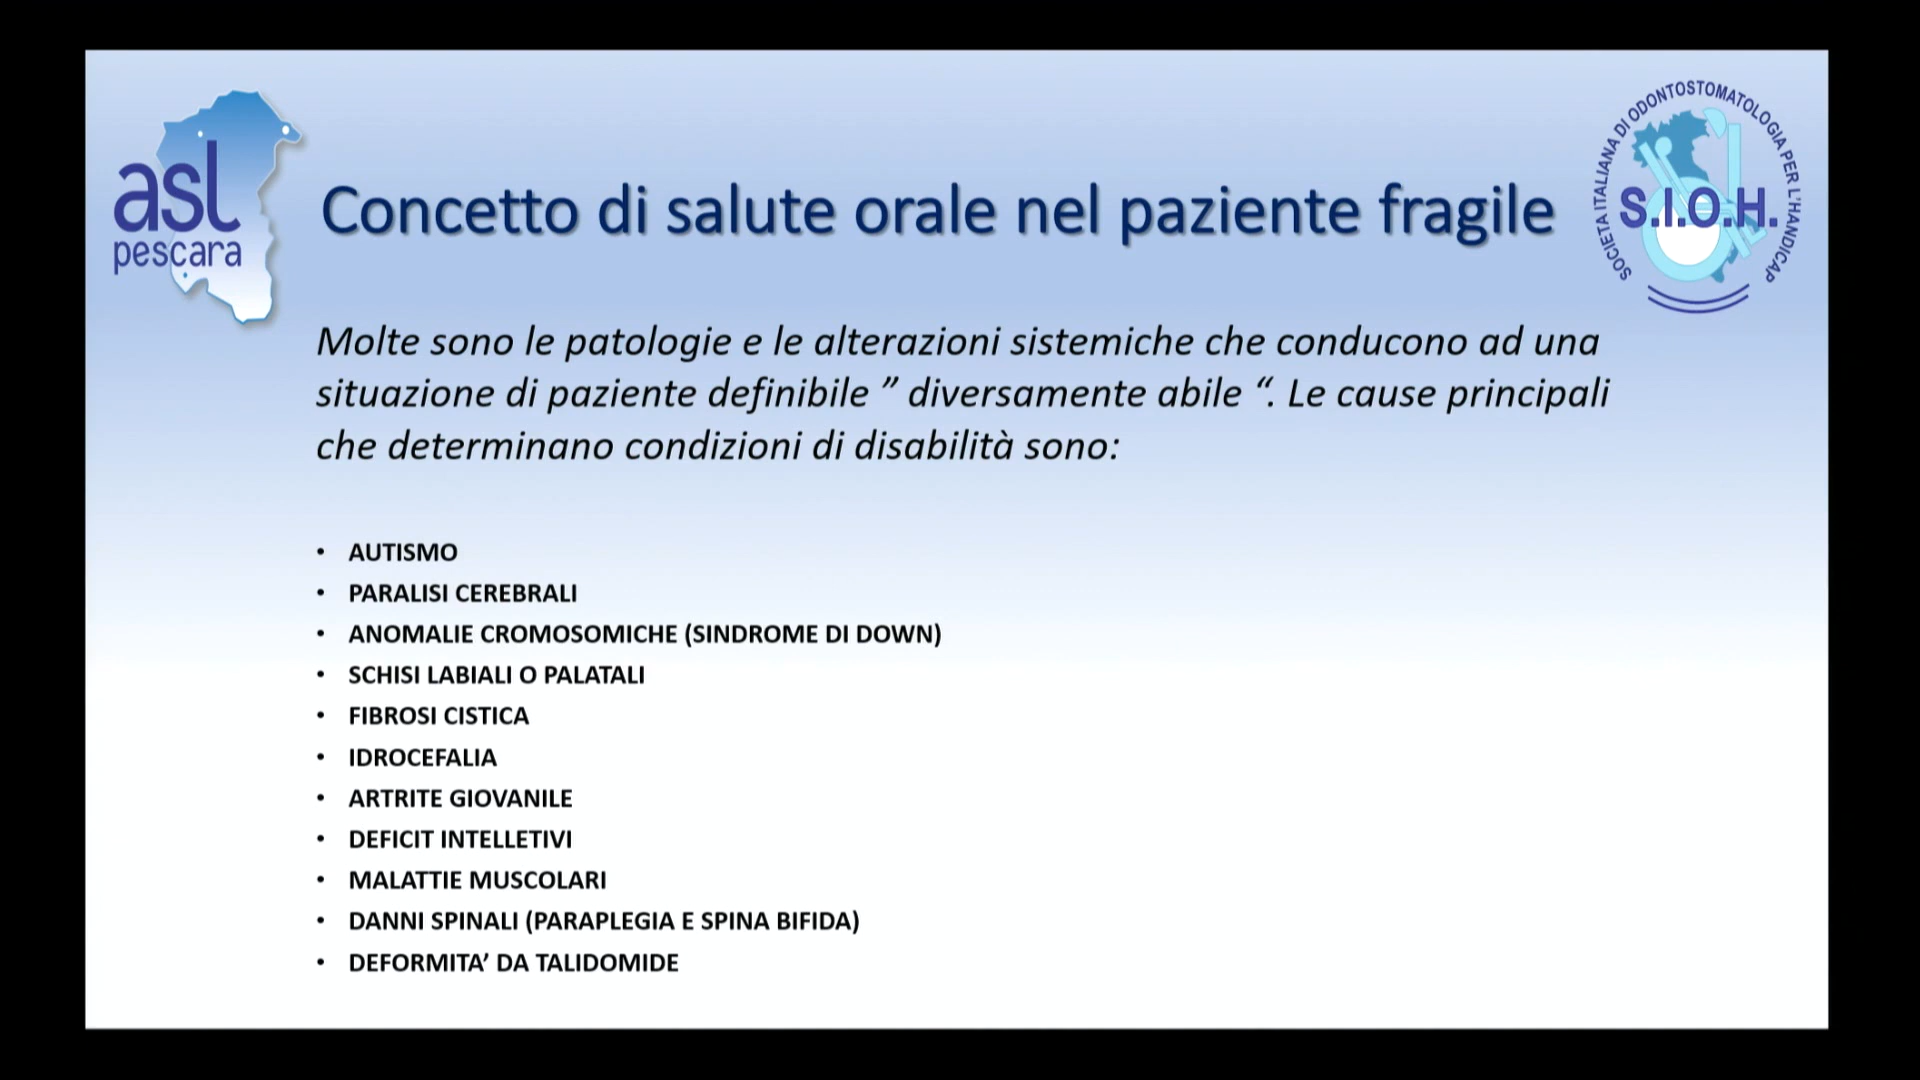 asl
pescara
SOCIETA ITALIANA DI ODONTOSTOMATOLOGIA PER L'HANDICAP
S.I.O.H.
Concetto di salute orale nel paziente fragile
Molte sono le patologie e le alterazioni sistemiche che conducono ad una
situazione di paziente definibile ” diversamente abile “. Le cause principali
che determinano condizioni di disabilità sono:
• AUTISMO
• PARALISI CEREBRALI
• ANOMALIE CROMOSOMICHE (SINDROME DI DOWN)
• SCHISI LABIALI O PALATALI
• FIBROSI CISTICA
• IDROCEFALIA
• ARTRITE GIOVANILE
• DEFICIT INTELLETIVI
• MALATTIE MUSCOLARI
• DANNI SPINALI (PARAPLEGIA E SPINA BIFIDA)
• DEFORMITA’ DA TALIDOMIDE